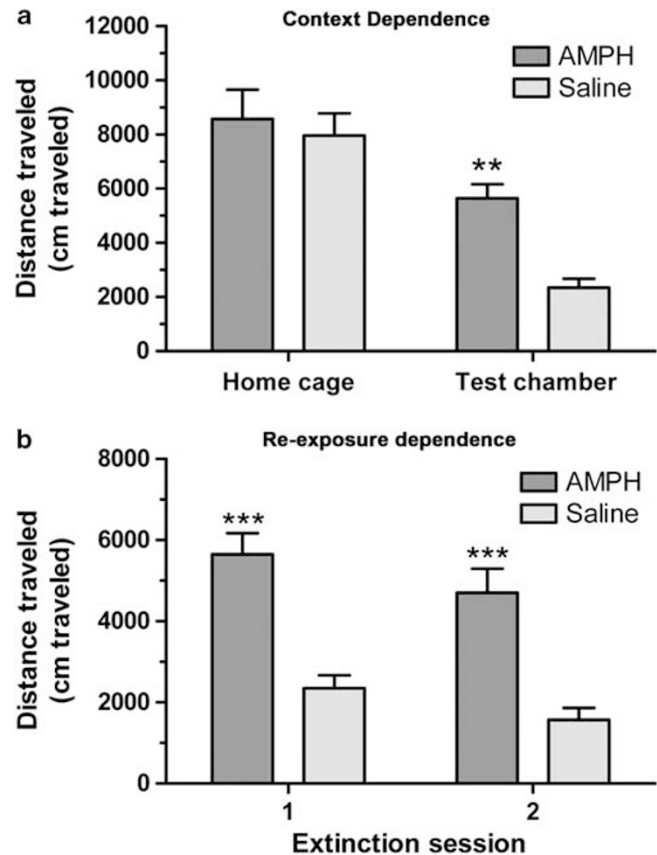 a
Context Dependence
12000
10000
8000
6000
4000
2000
0
Distance traveled
(cm traveled)
AMPH
Saline
**
Home cage
Test chamber
b
Re-exposure dependence
8000
6000
4000
2000
0
Distance traveled
(cm traveled)
AMPH
Saline
***
***
1
2
Extinction session